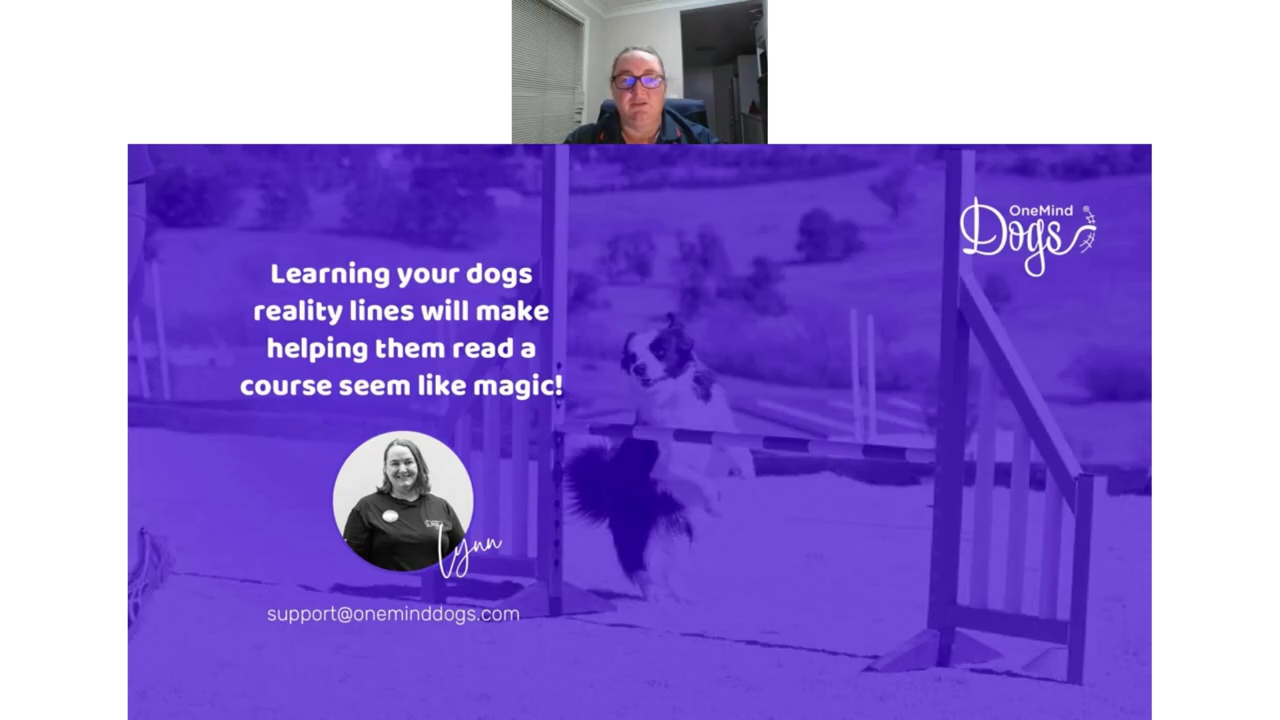 OneMind
Dogs
Learning your dogs
reality lines will make
helping them read a
course seem like magic!
Lynn
support@oneminddogs.com